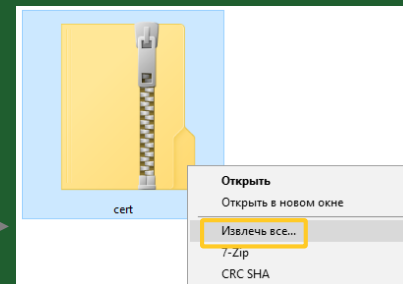 cert
Открыть
Открыть в новом окне
Извлечь все...
7-Zip
CRC SHA